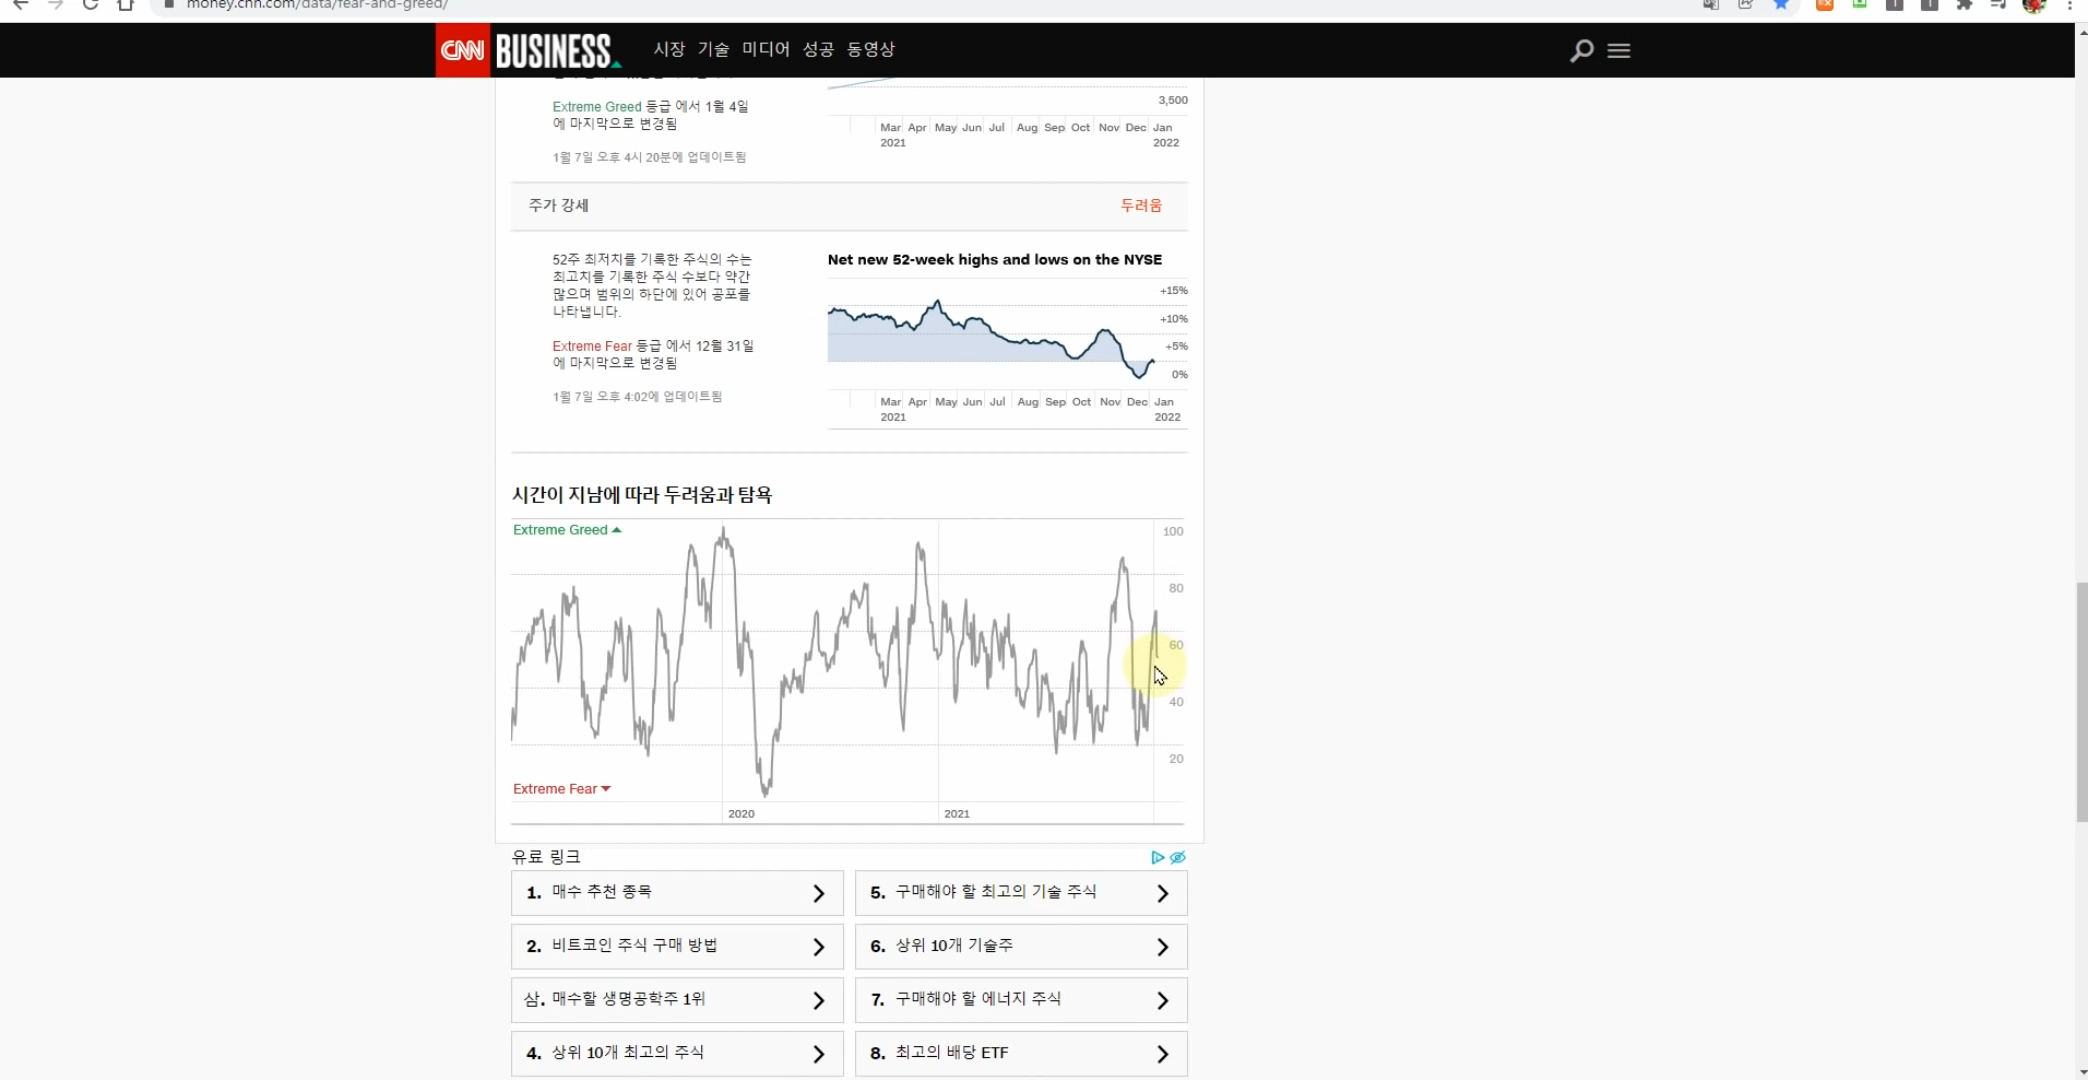 money.cnn.com/data/fear-and-greed/
CNN BUSINESS 시장 기술 미디어 성공 동영상
Extreme Greed 등급 에서 1월 4일
에 마지막으로 변경됨
1월 7일 오후 4시 20분에 업데이트됨
3,500
Mar Apr May Jun Jul Aug Sep Oct Nov Dec Jan
2021 2022
주가 강세 두려움
52주 최저치를 기록한 주식의 수는
최고치를 기록한 주식 수보다 약간
많으며 범위의 하단에 있어 공포를
나타냅니다.
Extreme Fear 등급 에서 12월 31일
에 마지막으로 변경됨
1월 7일 오후 4:02에 업데이트됨
Net new 52-week highs and lows on the NYSE
+15%
+10%
+5%
0%
Mar Apr May Jun Jul Aug Sep Oct Nov Dec Jan
2021 2022
시간이 지남에 따라 두려움과 탐욕
Extreme Greed
100
80
60
40
20
Extreme Fear
2020 2021
유료 링크
1. 매수 추천 종목
2. 비트코인 주식 구매 방법
삼. 매수할 생명공학주 1위
4. 상위 10개 최고의 주식
5. 구매해야 할 최고의 기술 주식
6. 상위 10개 기술주
7. 구매해야 할 에너지 주식
8. 최고의 배당 ETF